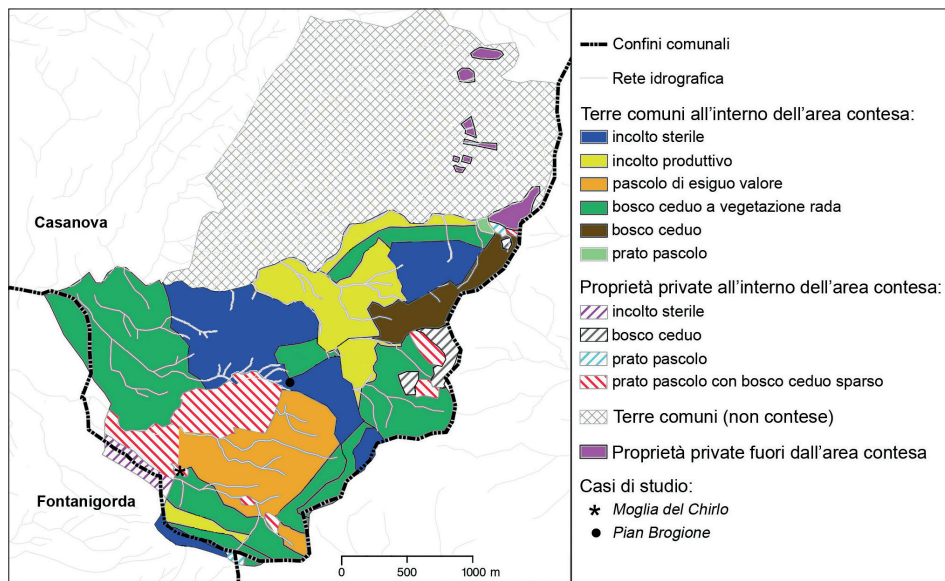 Casanova
Fontanigorda
0 500 1000 m
Confini comunali
Rete idrografica
Terre comuni all'interno dell'area contesa:
incolto sterile
incolto produttivo
pascolo di esiguo valore
bosco ceduo a vegetazione rada
bosco ceduo
prato pascolo
Proprietà private all'interno dell'area contesa:
incolto sterile
bosco ceduo
prato pascolo
prato pascolo con bosco ceduo sparso
Terre comuni (non contese)
Proprietà private fuori dall'area contesa
Casi di studio:
* Moglia del Chirlo
● Pian Brogione